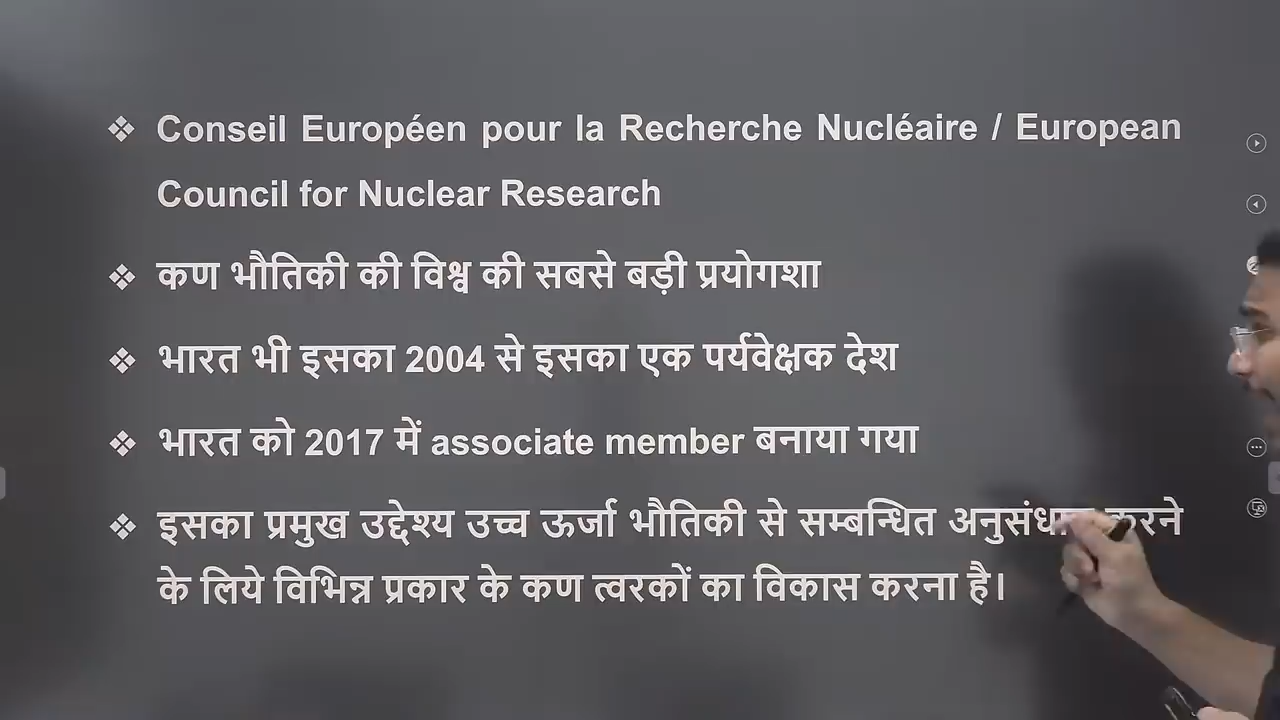 ❖ Conseil Européen pour la Recherche Nucléaire / European
Council for Nuclear Research
❖ कण भौतिकी की विश्व की सबसे बड़ी प्रयोगशा
❖ भारत भी इसका 2004 से इसका एक पर्यवेक्षक देश
❖ भारत को 2017 में associate member बनाया गया
❖ इसका प्रमुख उद्देश्य उच्च ऊर्जा भौतिकी से सम्बन्धित अनुसंधान करने
के लिये विभिन्न प्रकार के कण त्वरकों का विकास करना है।